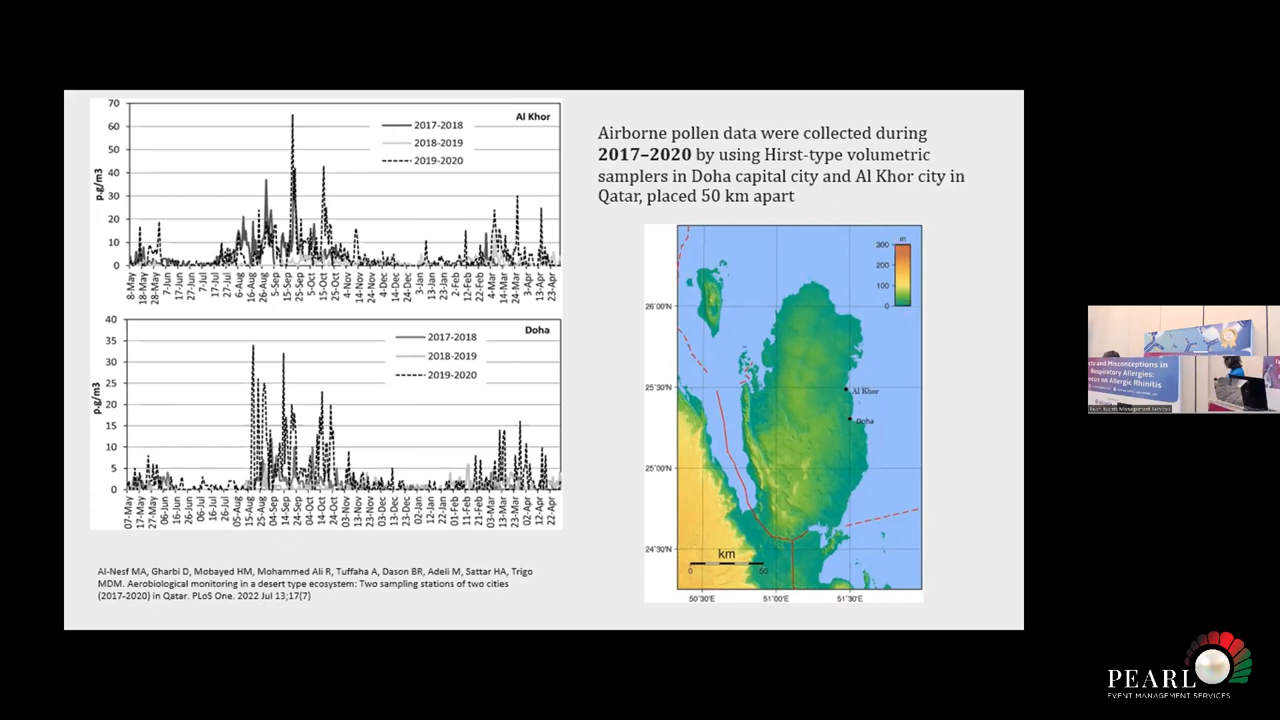 70
60
50
40
30
20
10
0
p.g/m3
Al Khor
2017-2018
2018-2019
2019-2020
8-May
18-May
28-May
7-Jun
17-Jun
27-Jun
7-Jul
17-Jul
27-Jul
6-Aug
16-Aug
26-Aug
5-Sep
15-Sep
25-Sep
5-Oct
15-Oct
25-Oct
4-Nov
14-Nov
24-Nov
4-Dec
14-Dec
24-Dec
3-Jan
13-Jan
23-Jan
2-Feb
12-Feb
22-Feb
4-Mar
14-Mar
24-Mar
3-Apr
13-Apr
23-Apr
40
35
30
25
20
15
10
5
0
p.g/m3
Doha
2017-2018
2018-2019
2019-2020
07-May
17-May
27-May
06-Jun
16-Jun
26-Jun
06-Jul
16-Jul
26-Jul
05-Aug
15-Aug
25-Aug
04-Sep
14-Sep
24-Sep
04-Oct
14-Oct
24-Oct
03-Nov
13-Nov
23-Nov
03-Dec
13-Dec
23-Dec
02-Jan
12-Jan
22-Jan
01-Feb
11-Feb
21-Feb
03-Mar
13-Mar
23-Mar
02-Apr
12-Apr
22-Apr
Al-Nesf MA, Gharbi D, Mobayed HM, Mohammed Ali R, Tuffaha A, Dason BR, Adeli M, Sattar HA, Trigo
MDM. Aerobiological monitoring in a desert type ecosystem: Two sampling stations of two cities
(2017-2020) in Qatar. PLoS One. 2022 Jul 13;17(7)
Airborne pollen data were collected during
2017–2020 by using Hirst-type volumetric
samplers in Doha capital city and Al Khor city in
Qatar, placed 50 km apart
m
300
200
100
0
26°00'N
25°30'N
25°00'N
24°30'N
Al Khor
Doha
km
0 50
50°30'E 51°00'E 51°30'E
cts and Misconceptions in
Respiratory Allergies:
cus on Allergic Rhinitis
Pearl Events Management Services
PEARL
EVENT MANAGEMENT SERVICES